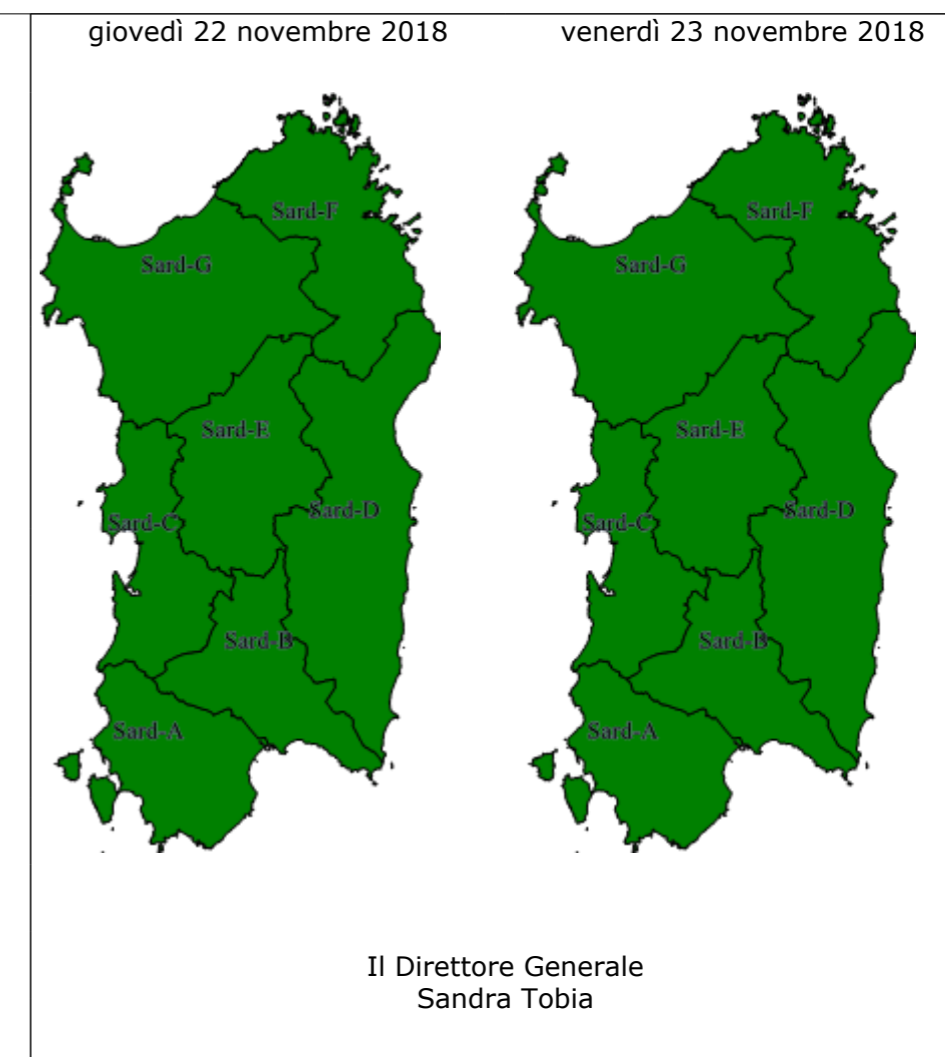 giovedì 22 novembre 2018
venerdì 23 novembre 2018
Sard-F
Sard-G
Sard-E
Sard-D
Sard-C
Sard-B
Sard-A
Sard-F
Sard-G
Sard-E
Sard-D
Sard-C
Sard-B
Sard-A
Il Direttore Generale
Sandra Tobia